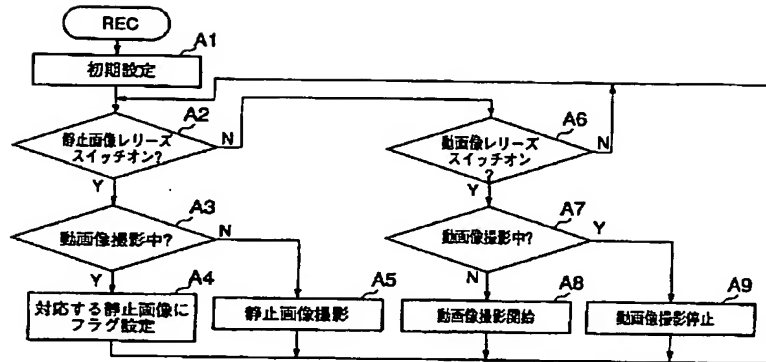 REC
A1
初期設定
A2
静止画像レリーズ
スイッチオン?
N
Y
A6
動画像レリーズ
スイッチオン
?
N
Y
A3
動画像撮影中?
N
Y
A7
動画像撮影中?
Y
N
A4
対応する静止画像に
フラグ設定
A5
静止画像撮影
A8
動画像撮影開始
A9
動画像撮影停止